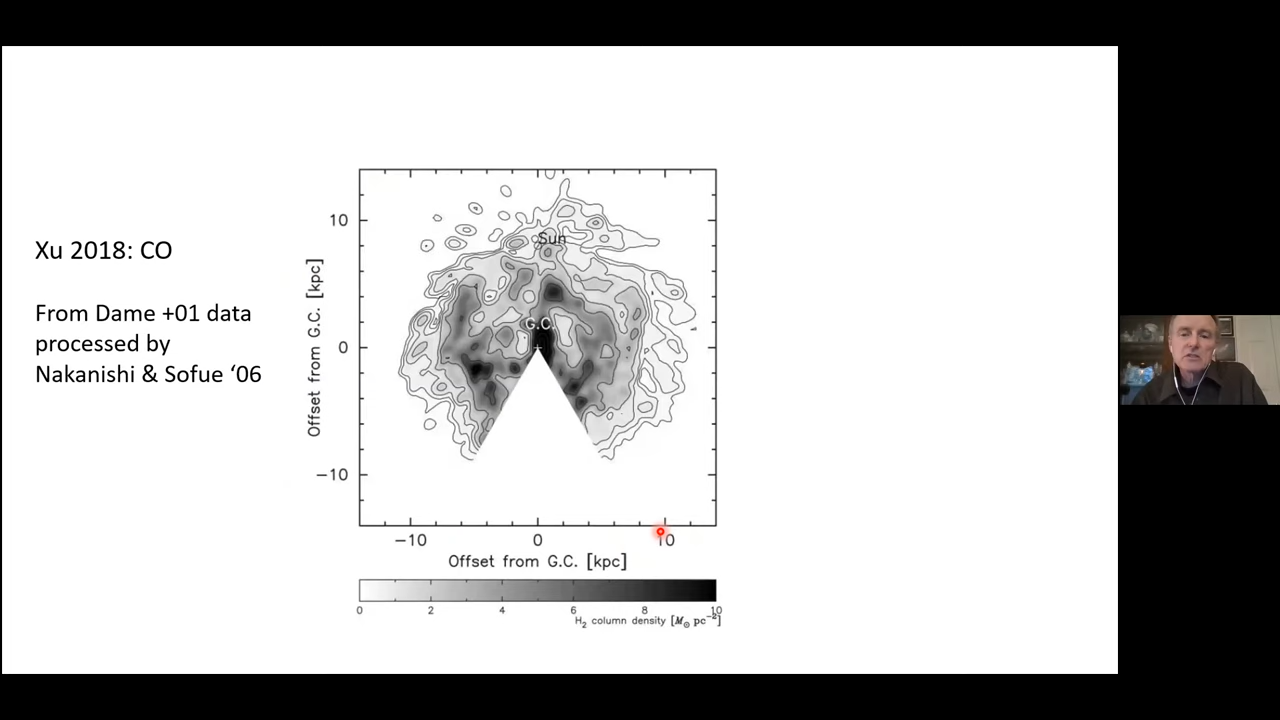 Xu 2018: CO
From Dame +01 data
processed by
Nakanishi & Sofue ‘06
Offset from G.C. [kpc]
10
0
−10
Sun
G.C.
−10
0
10
Offset from G.C. [kpc]
0
2
4
6
8
10
H₂ column density [M⊙ pc⁻²]